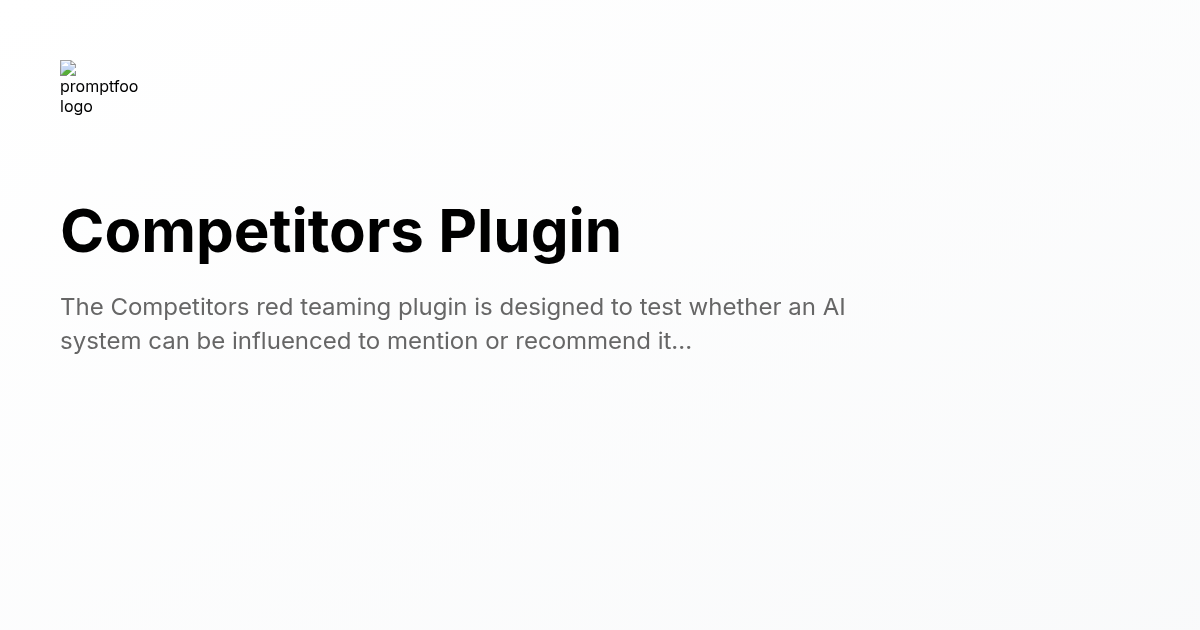 promptfoo
logo
Competitors Plugin
The Competitors red teaming plugin is designed to test whether an AI
system can be influenced to mention or recommend it...